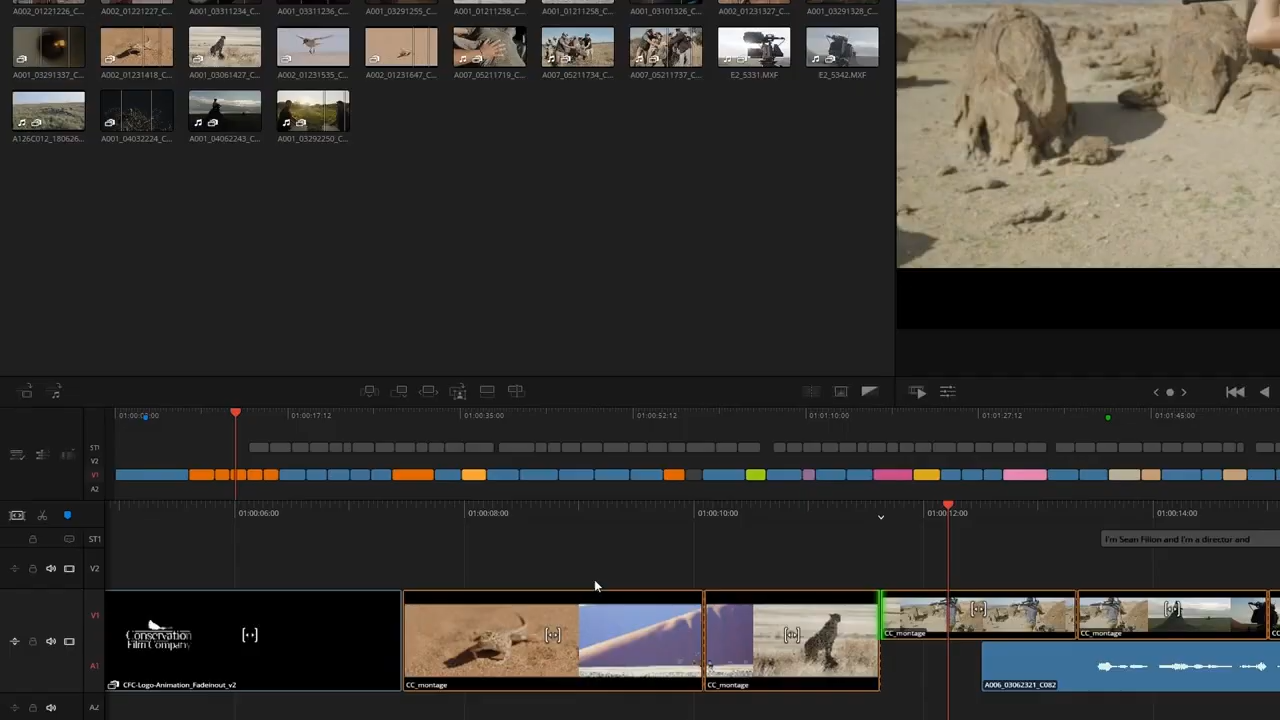 A002_01221226_C...
A002_01221227_C...
A001_03311234_C...
A001_03311236_C...
A001_03291255_C...
A001_01211258_C...
A001_01211258_C...
A001_03101326_C...
A002_01231327_C...
A001_03291328_C...
A001_03291337_C...
A002_01231418_C...
A001_03061427_C...
A002_01231535_C...
A002_01231647_C...
A007_05211719_C...
A007_05211734_C...
A007_05211737_C...
E2_5331.MXF
E2_5342.MXF
A126C012_180626...
A001_04032224_C...
A001_04062243_C...
A001_03292250_C...
01:00:17:12
01:00:35:00
01:00:52:12
01:01:10:00
01:01:27:12
01:01:45:00
ST1
V2
V1
A2
01:00:06:00
01:00:08:00
01:00:10:00
01:00:12:00
01:00:14:00
ST1
I'm Sean Filion and I'm a director and
V2
V1
Conservation
Film Company
CC_montage
CC_montage
A1
CFC-Logo-Animation_Fadeinout_v2
CC_montage
CC_montage
A006_03062321_C082
A2